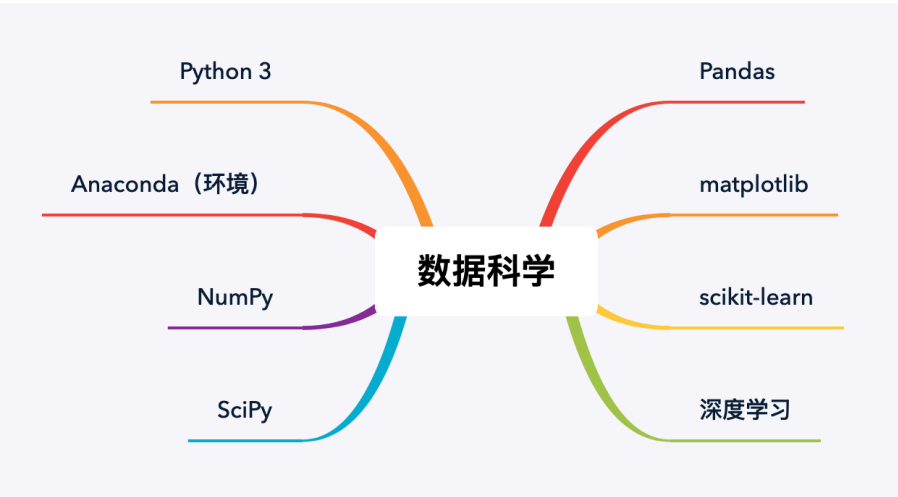 Python 3
Pandas
Anaconda（环境）
matplotlib
数据科学
NumPy
scikit-learn
SciPy
深度学习